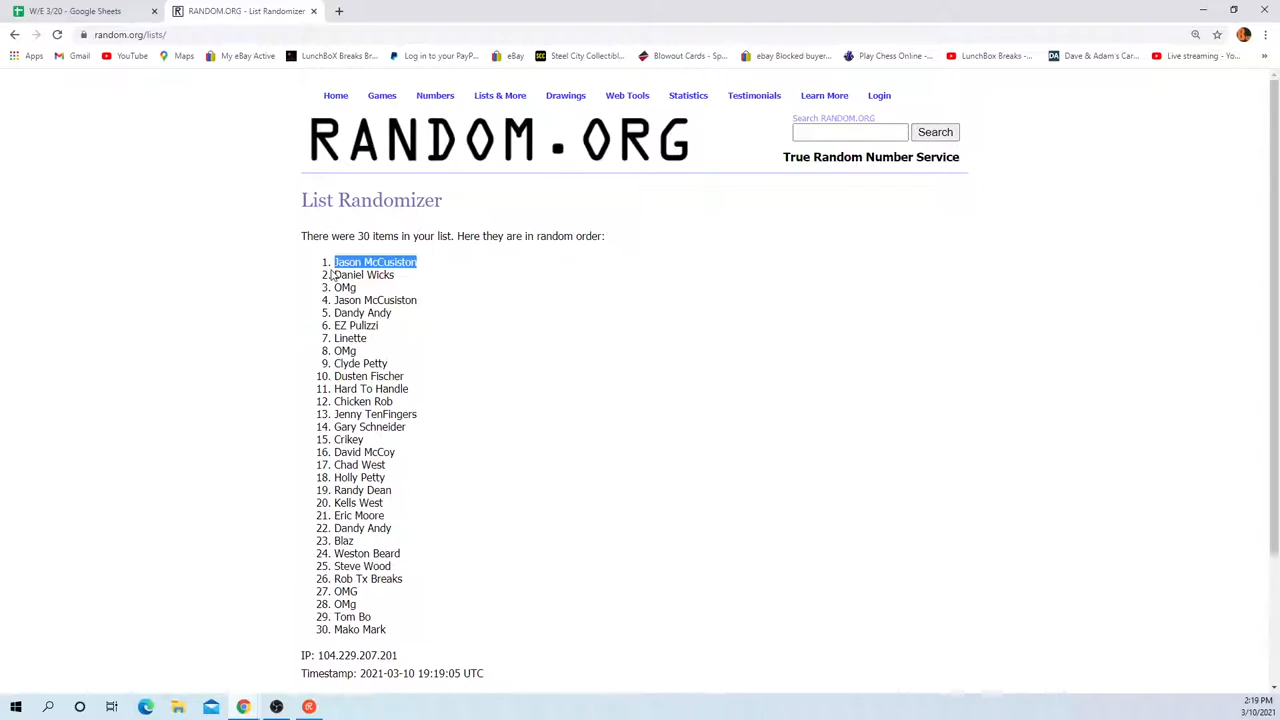 W/E 3/20 - Google Sheets
RANDOM.ORG - List Randomizer
random.org/lists/
Apps
Gmail
YouTube
Maps
My eBay Active
LunchBoX Breaks Br...
Log in to your PayP...
eBay
Steel City Collectibl...
Blowout Cards - Sp...
ebay Blocked buyer...
Play Chess Online -...
LunchBoX Breaks -...
Dave & Adam's Car...
Live streaming - Yo...
Home Games Numbers Lists & More Drawings Web Tools Statistics Testimonials Learn More Login
Search RANDOM.ORG
RANDOM.ORG
Search
True Random Number Service
List Randomizer
There were 30 items in your list. Here they are in random order:
1. Jason McCusiston
2. Daniel Wicks
3. OMg
4. Jason McCusiston
5. Dandy Andy
6. EZ Pulizzi
7. Linette
8. OMg
9. Clyde Petty
10. Dusten Fischer
11. Hard To Handle
12. Chicken Rob
13. Jenny TenFingers
14. Gary Schneider
15. Crikey
16. David McCoy
17. Chad West
18. Holly Petty
19. Randy Dean
20. Kells West
21. Eric Moore
22. Dandy Andy
23. Blaz
24. Weston Beard
25. Steve Wood
26. Rob Tx Breaks
27. OMG
28. OMg
29. Tom Bo
30. Mako Mark
IP: 104.229.207.201
Timestamp: 2021-03-10 19:19:05 UTC
2:19 PM
3/10/2021